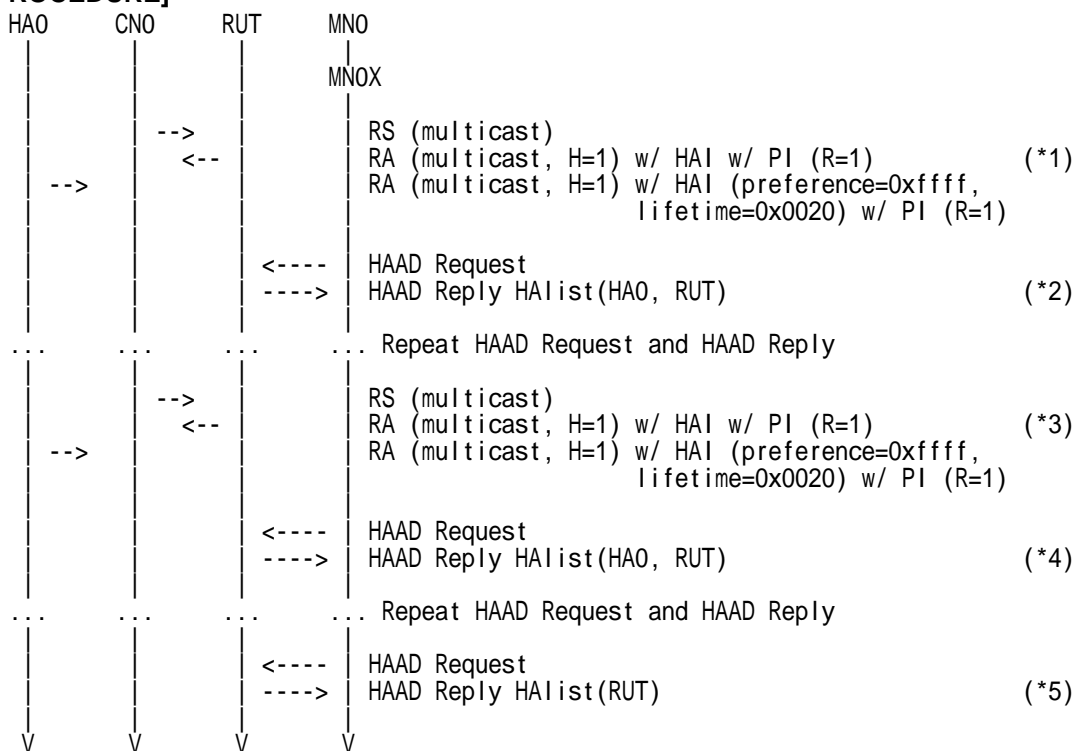 ROCEDURE]
HA0 CN0 RUT MN0
MN0X
--> RS (multicast)
<-- RA (multicast, H=1) w/ HAI w/ PI (R=1) (*1)
--> RA (multicast, H=1) w/ HAI (preference=0xffff,
lifetime=0x0020) w/ PI (R=1)
<---- HAAD Request
----> HAAD Reply HAlist(HA0, RUT) (*2)
... ... ... ... Repeat HAAD Request and HAAD Reply
--> RS (multicast)
<-- RA (multicast, H=1) w/ HAI w/ PI (R=1) (*3)
--> RA (multicast, H=1) w/ HAI (preference=0xffff,
lifetime=0x0020) w/ PI (R=1)
<---- HAAD Request
----> HAAD Reply HAlist(HA0, RUT) (*4)
... ... ... ... Repeat HAAD Request and HAAD Reply
<---- HAAD Request
----> HAAD Reply HAlist(RUT) (*5)
V V V V